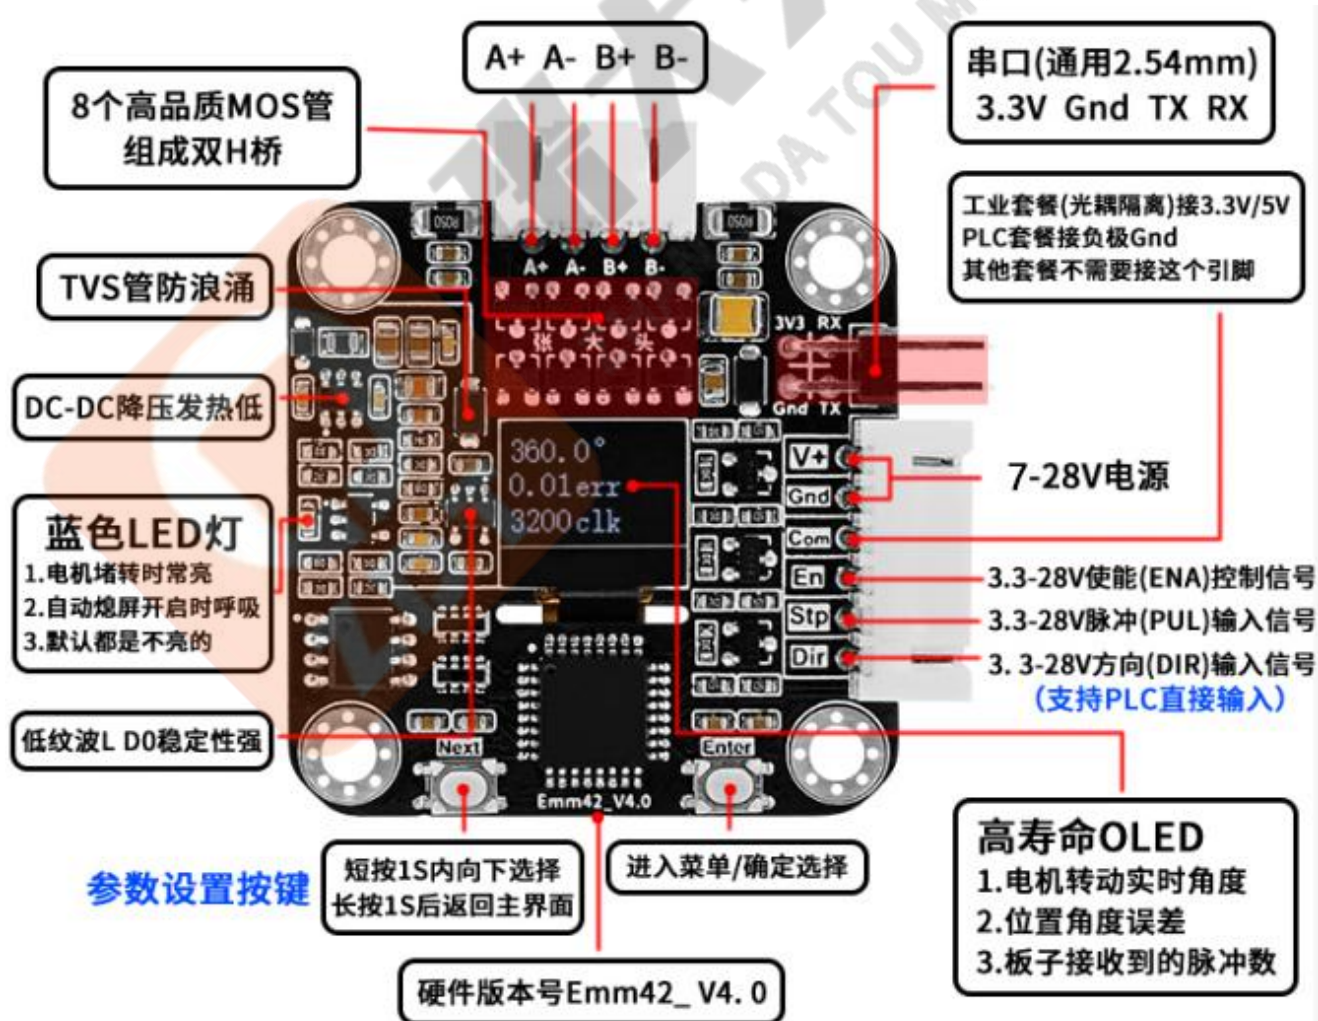 A+ A- B+ B-
串口(通用2.54mm)
3.3V Gnd TX RX
8个高品质MOS管
组成双H桥
工业套餐(光耦隔离)接3.3V/5V
PLC套餐接负极Gnd
其他套餐不需要接这个引脚
DA TOU
R050
R050
A+ A- B+ B-
TVS管防浪涌
张 大 头
3V3 RX
Gnd TX
DC-DC降压发热低
360.0°
0.01err
3200clk
V+
Gnd
Com
En
Stp
Dir
7-28V电源
蓝色LED灯
1.电机堵转时常亮
2.自动熄屏开启时呼吸
3.默认都是不亮的
3.3-28V使能(ENA)控制信号
3.3-28V脉冲(PUL)输入信号
3.3-28V方向(DIR)输入信号
（支持PLC直接输入）
低纹波L D0稳定性强
Next
Enter
Emm42_V4.0
参数设置按键
短按1S内向下选择
长按1S后返回主界面
进入菜单/确定选择
高寿命OLED
1.电机转动实时角度
2.位置角度误差
3.板子接收到的脉冲数
硬件版本号Emm42_ V4. 0